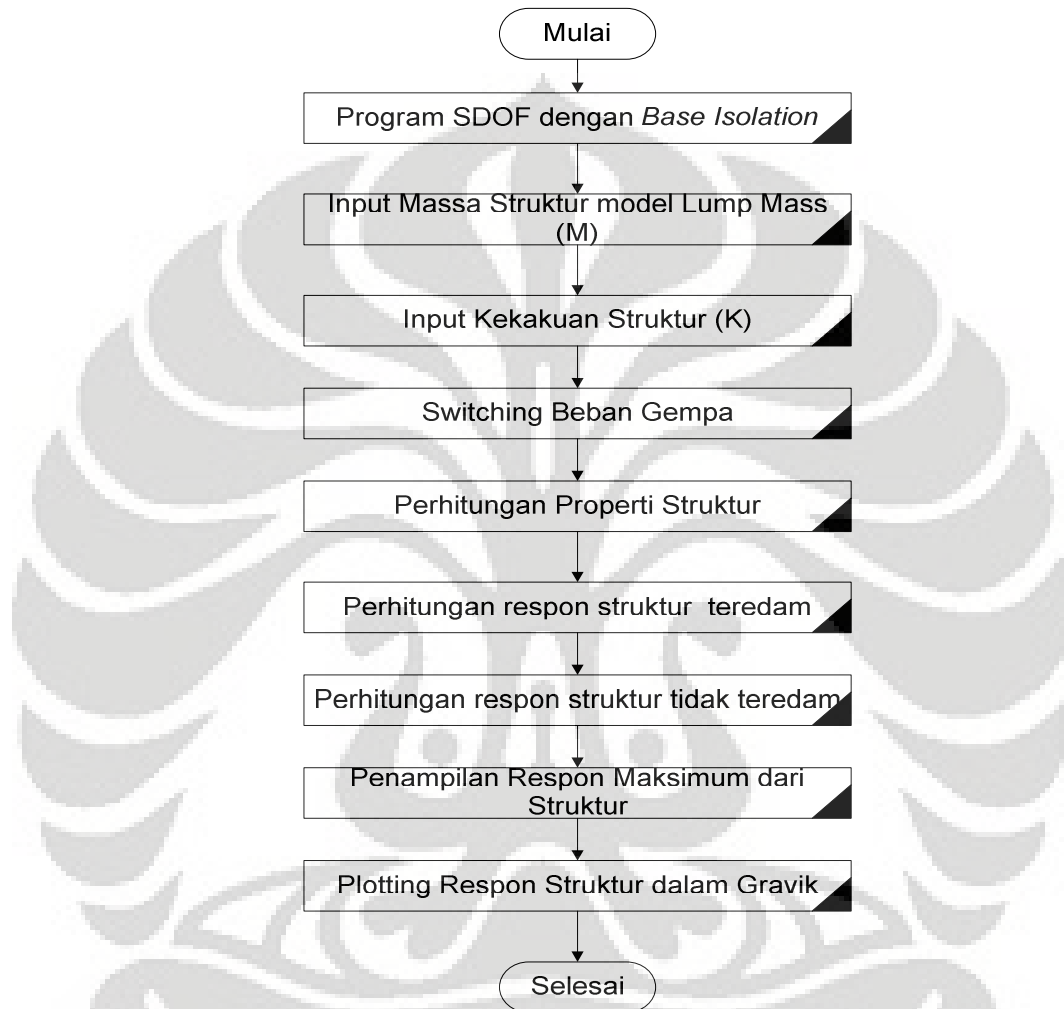 Mulai
Program SDOF dengan Base Isolation
Input Massa Struktur model Lump Mass
(M)
Input Kekakuan Struktur (K)
Switching Beban Gempa
Perhitungan Properti Struktur
Perhitungan respon struktur teredam
Perhitungan respon struktur tidak teredam
Penampilan Respon Maksimum dari
Struktur
Plotting Respon Struktur dalam Gravik
Selesai